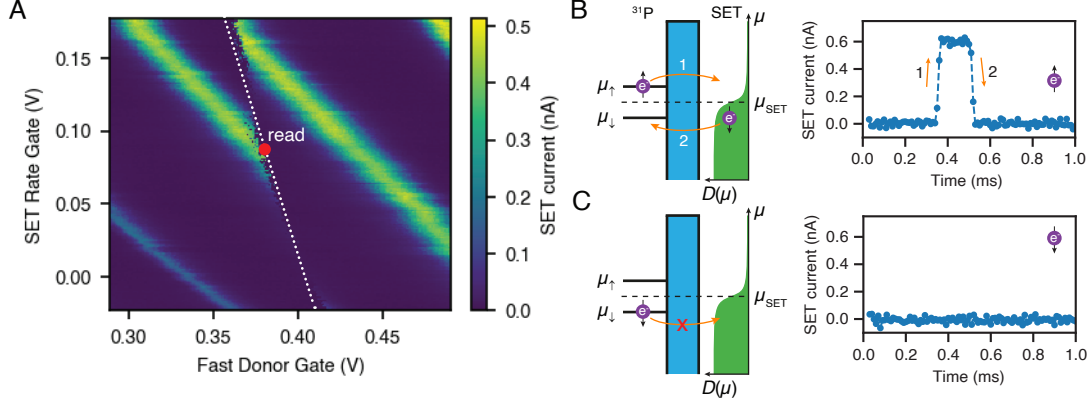 A
SET Rate Gate (V)
0.15
0.10
0.05
0.00
0.30
0.35
0.40
0.45
Fast Donor Gate (V)
read
0.5
0.4
0.3
0.2
0.1
0.0
SET current (nA)
B
³¹P
SET
μ
μ↑
μ↓
e
1
2
e
μSET
D(μ)
SET current (nA)
0.6
0.4
0.2
0.0
1
2
e
0.0 0.2 0.4 0.6 0.8 1.0
Time (ms)
C
μ
μ↑
μ↓
e
X
μSET
D(μ)
SET current (nA)
0.6
0.4
0.2
0.0
e
0.0 0.2 0.4 0.6 0.8 1.0
Time (ms)